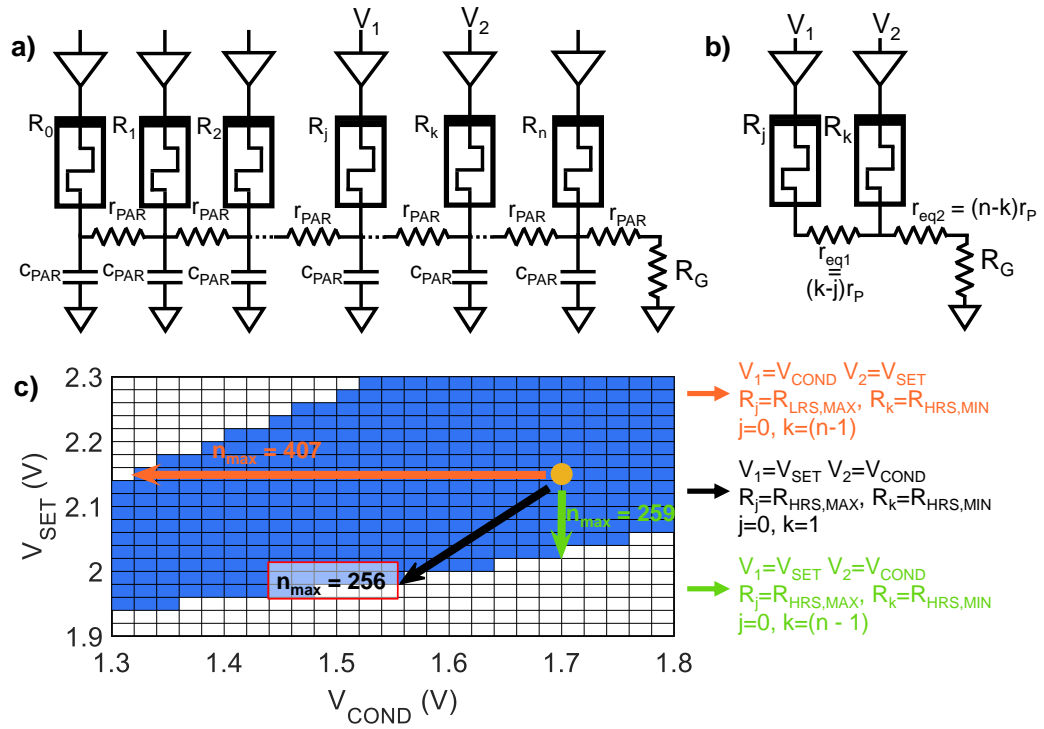 a)
V1 V2
R0 R1 R2 Rj Rk Rn
rPAR rPAR rPAR rPAR rPAR rPAR
cPAR cPAR cPAR cPAR cPAR cPAR
RG
b)
V1 V2
Rj Rk
req2 = (n-k)rP
req1
=
(k-j)rP
RG
c)
2.3
2.2
2.1
2
1.9
VSET (V)
nmax = 407
nmax = 259
nmax = 256
1.3 1.4 1.5 1.6 1.7 1.8
VCOND (V)
V1=VCOND V2=VSET
Rj=RLRS,MAX, Rk=RHRS,MIN
j=0, k=(n-1)
V1=VSET V2=VCOND
Rj=RHRS,MAX, Rk=RHRS,MIN
j=0, k=1
V1=VSET V2=VCOND
Rj=RHRS,MAX, Rk=RHRS,MIN
j=0, k=(n - 1)